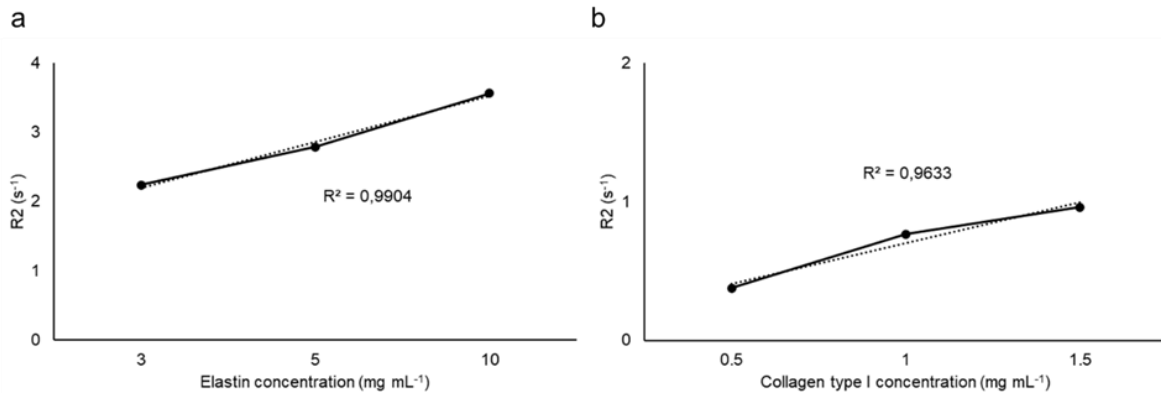 a
4
3
2
1
0
R2 (s⁻¹)
R² = 0,9904
3 5 10
Elastin concentration (mg mL⁻¹)
b
2
1
0
R2 (s⁻¹)
R² = 0,9633
0.5 1 1.5
Collagen type I concentration (mg mL⁻¹)